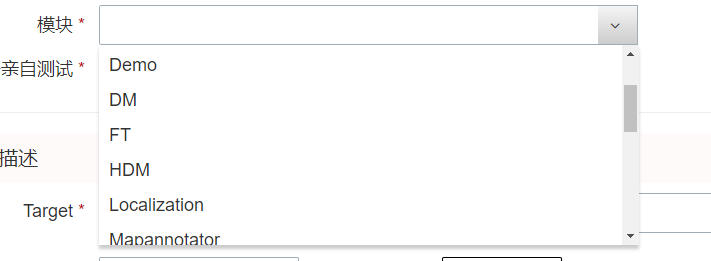 模块 *
亲自测试 *
Demo
DM
FT
HDM
描述
Localization
Target *
Mapannotator